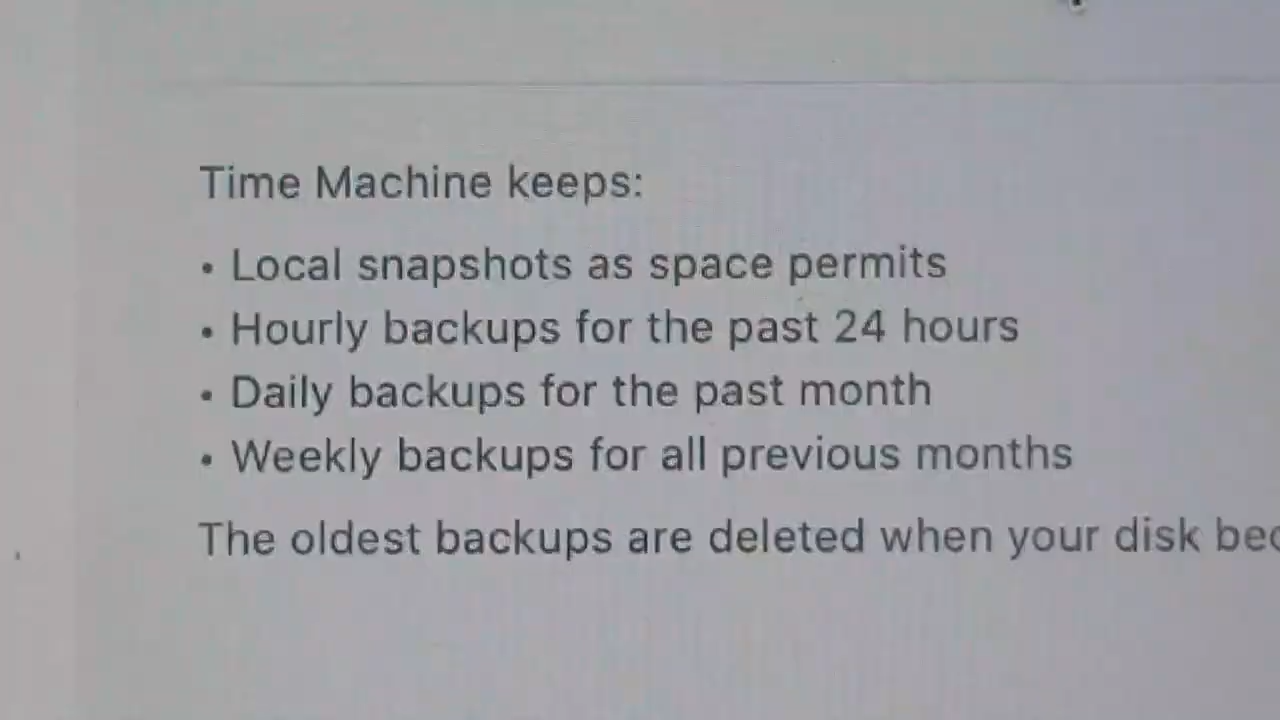 Time Machine keeps:
• Local snapshots as space permits
• Hourly backups for the past 24 hours
• Daily backups for the past month
• Weekly backups for all previous months
The oldest backups are deleted when your disk